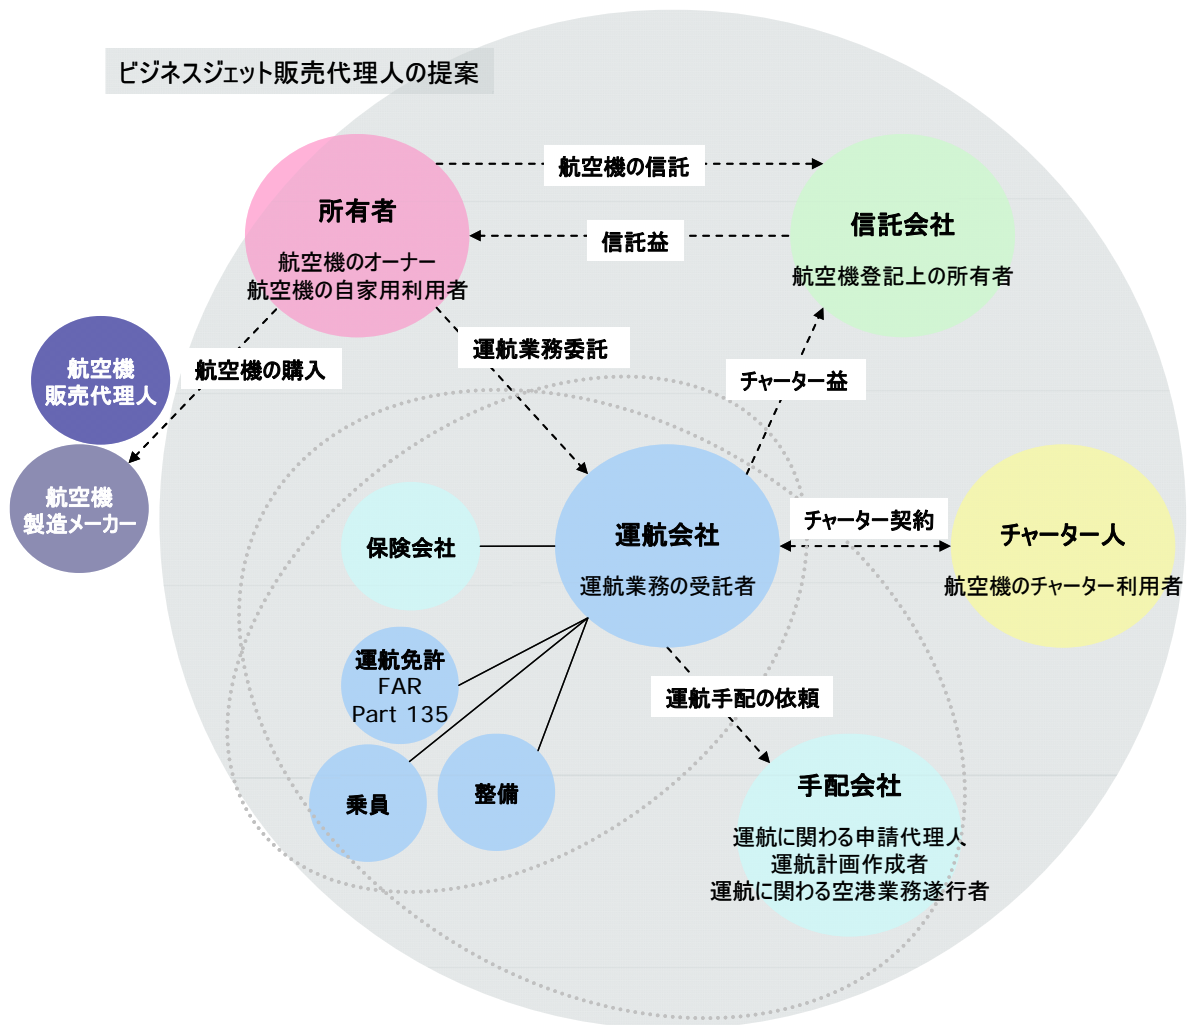 ビジネスジェット販売代理人の提案
航空機の信託
所有者
信託会社
信託益
航空機のオーナー
航空機の自家用利用者
航空機登記上の所有者
運航業務委託
航空機の購入
チャーター益
航空機
販売代理人
航空機
製造メーカー
チャーター契約
運航会社
運航業務の受託者
チャーター人
航空機のチャーター利用者
保険会社
運航免許
FAR
Part 135
運航手配の依頼
乗員
整備
手配会社
運航に関わる申請代理人
運航計画作成者
運航に関わる空港業務遂行者